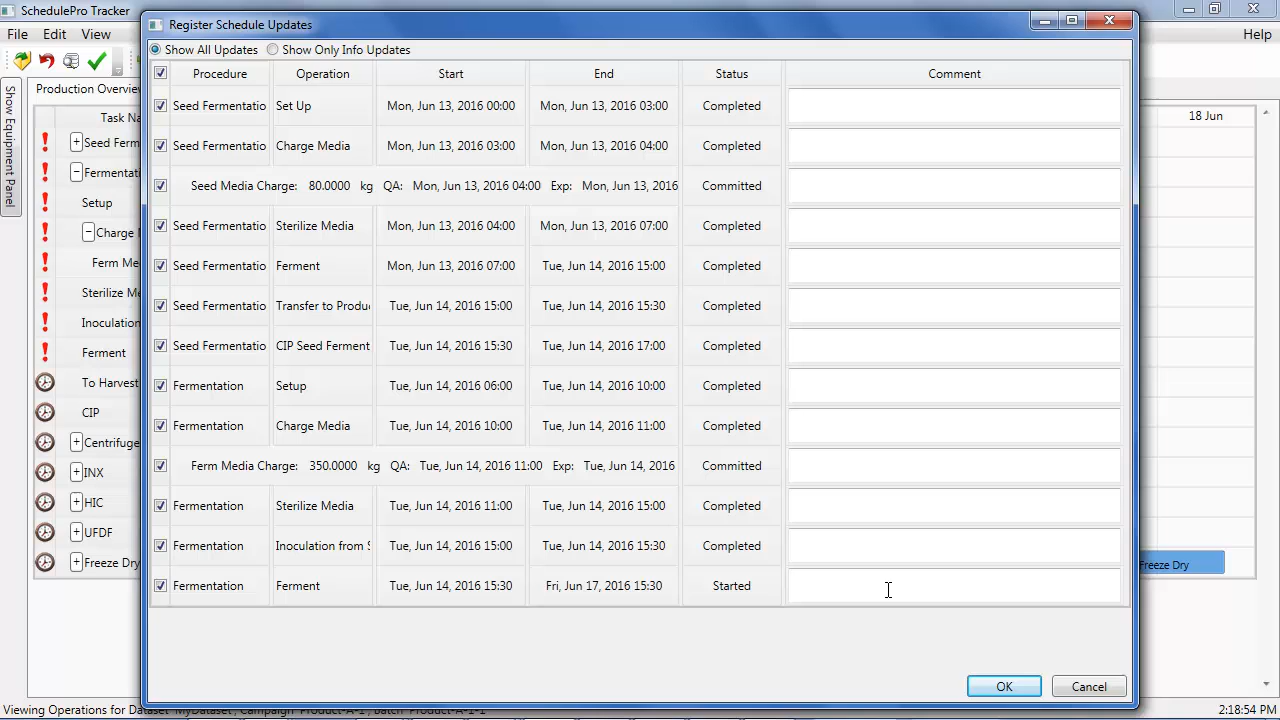 SchedulePro Tracker
Register Schedule Updates
File Edit View Help
Show All Updates Show Only Info Updates
Show Equipment Panel
Production Overvie
Procedure Operation Start End Status Comment
Task Na
18 Jun
Seed Fermentatio Set Up Mon, Jun 13, 2016 00:00 Mon, Jun 13, 2016 03:00 Completed
Seed Ferm
Seed Fermentatio Charge Media Mon, Jun 13, 2016 03:00 Mon, Jun 13, 2016 04:00 Completed
Fermentat
Seed Media Charge: 80.0000 kg QA: Mon, Jun 13, 2016 04:00 Exp: Mon, Jun 13, 2016 Committed
Setup
Seed Fermentatio Sterilize Media Mon, Jun 13, 2016 04:00 Mon, Jun 13, 2016 07:00 Completed
Charge M
Seed Fermentatio Ferment Mon, Jun 13, 2016 07:00 Tue, Jun 14, 2016 15:00 Completed
Ferm Me
Sterilize Me
Seed Fermentatio Transfer to Produ Tue, Jun 14, 2016 15:00 Tue, Jun 14, 2016 15:30 Completed
Inoculation
Seed Fermentatio CIP Seed Ferment Tue, Jun 14, 2016 15:30 Tue, Jun 14, 2016 17:00 Completed
Ferment
To Harvest
Fermentation Setup Tue, Jun 14, 2016 06:00 Tue, Jun 14, 2016 10:00 Completed
CIP
Fermentation Charge Media Tue, Jun 14, 2016 10:00 Tue, Jun 14, 2016 11:00 Completed
Centrifuge
Ferm Media Charge: 350.0000 kg QA: Tue, Jun 14, 2016 11:00 Exp: Tue, Jun 14, 2016 Committed
INX
HIC
Fermentation Sterilize Media Tue, Jun 14, 2016 11:00 Tue, Jun 14, 2016 15:00 Completed
UFDF
Fermentation Inoculation from S Tue, Jun 14, 2016 15:00 Tue, Jun 14, 2016 15:30 Completed
Freeze Dry
Freeze Dry
Fermentation Ferment Tue, Jun 14, 2016 15:30 Fri, Jun 17, 2016 15:30 Started
OK Cancel
Viewing Operations for Dataset 'MyDataset', Campaign 'Product-A-1', Batch 'Product-A-1-1' 2:18:54 PM